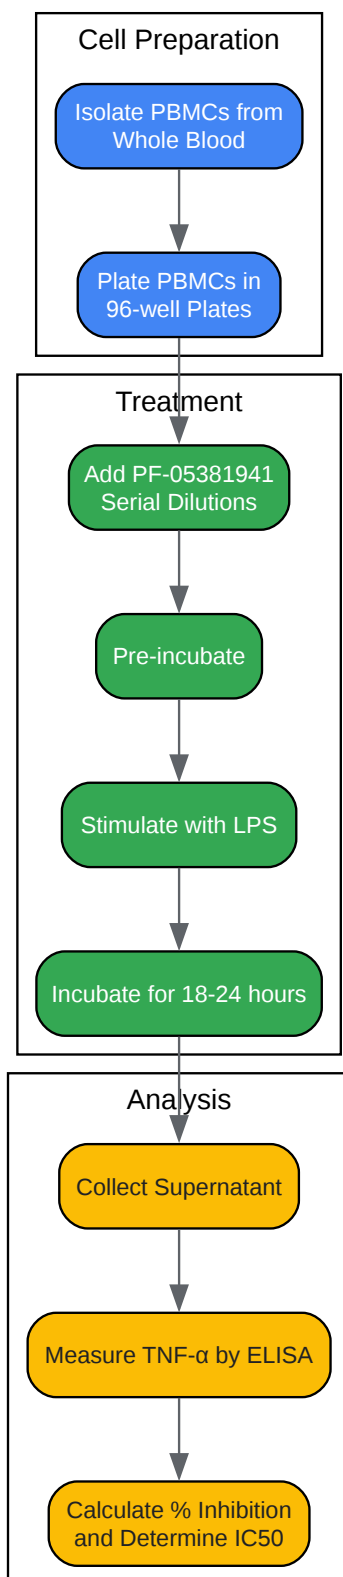 Cell Preparation
Isolate PBMCs from
Whole Blood
Plate PBMCs in
96-well Plates
Treatment
Add PF-05381941
Serial Dilutions
Pre-incubate
Stimulate with LPS
Incubate for 18-24 hours
Analysis
Collect Supernatant
Measure TNF-α by ELISA
Calculate % Inhibition
and Determine IC50